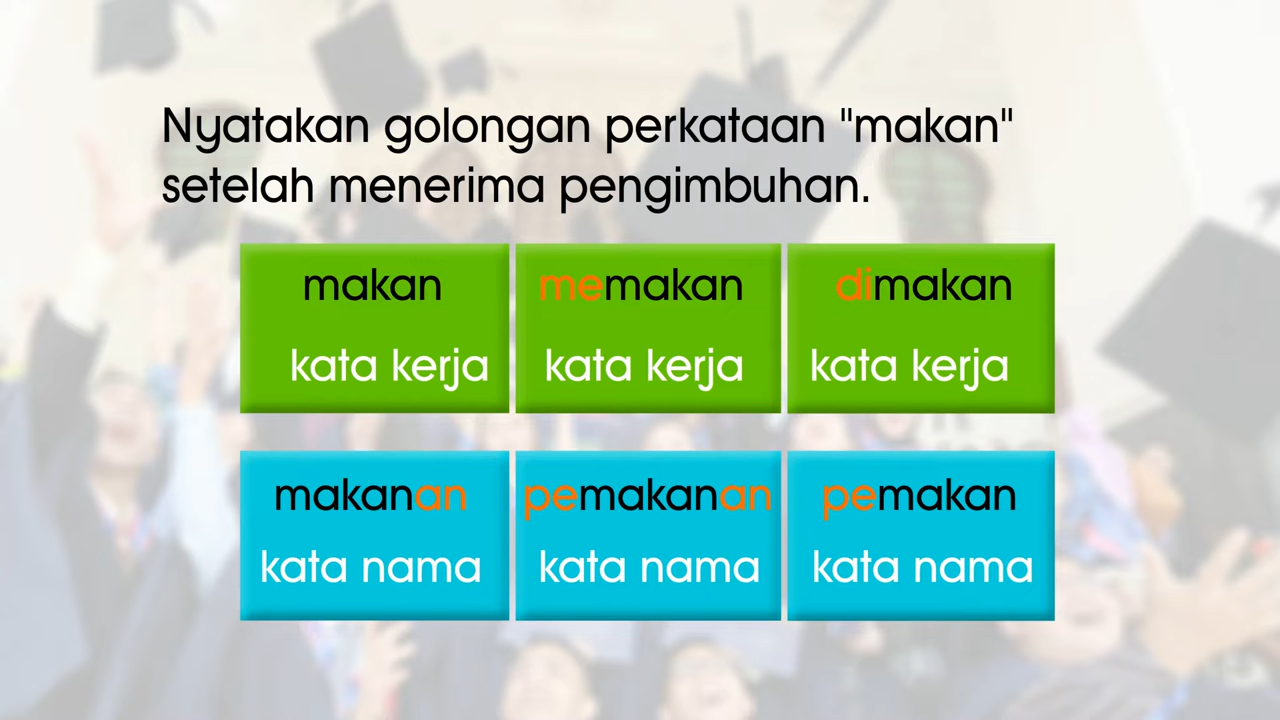 Nyatakan golongan perkataan "makan"
setelah menerima pengimbuhan.
makan memakan dimakan
kata kerja kata kerja kata kerja
makanan pemakanan pemakan
kata nama kata nama kata nama